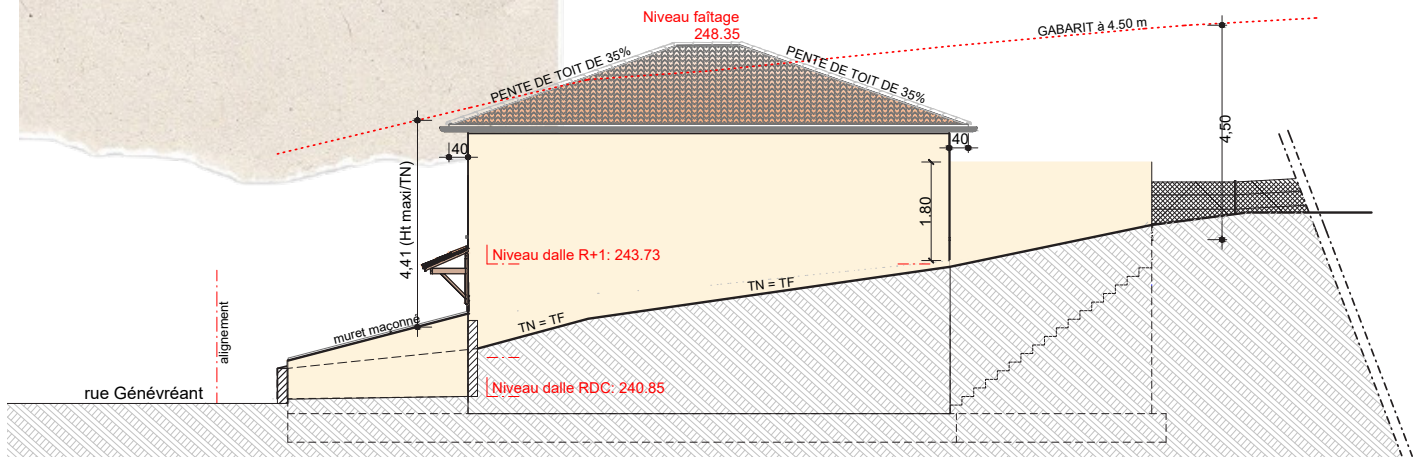 Niveau faîtage
248.35
GABARIT à 4.50 m
PENTE DE TOIT DE 35%
PENTE DE TOIT DE 35%
4,50
40
40
4,41 (Ht maxi/TN)
1.80
Niveau dalle R+1: 243.73
TN = TF
TN = TF
muret maçonné
alignement
rue Génévréant
Niveau dalle RDC: 240.85